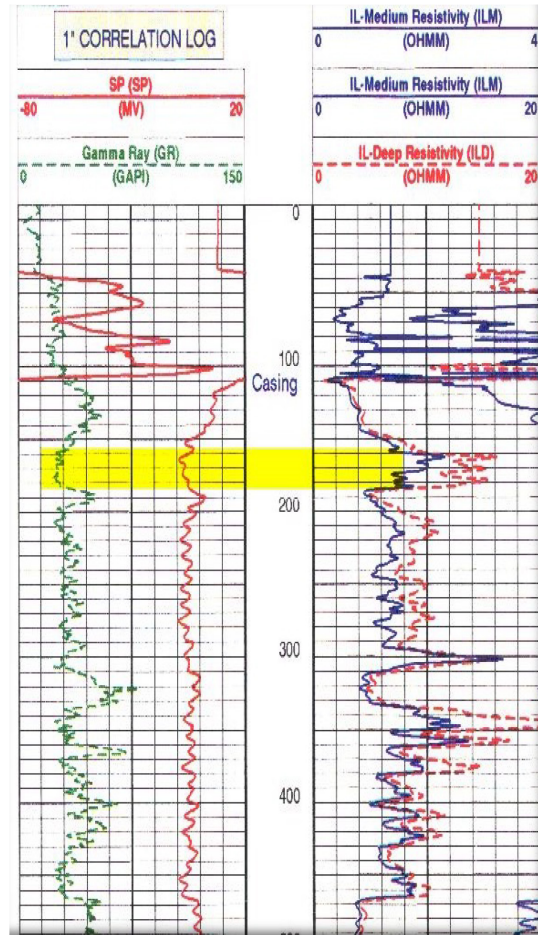 1" CORRELATION LOG
IL-Medium Resistivity (ILM)
0 (OHMM) 4
SP (SP)
-80 (MV) 20
IL-Medium Resistivity (ILM)
0 (OHMM) 20
Gamma Ray (GR)
0 (GAPI) 150
IL-Deep Resistivity (ILD)
0 (OHMM) 20
0
100
Casing
200
300
400